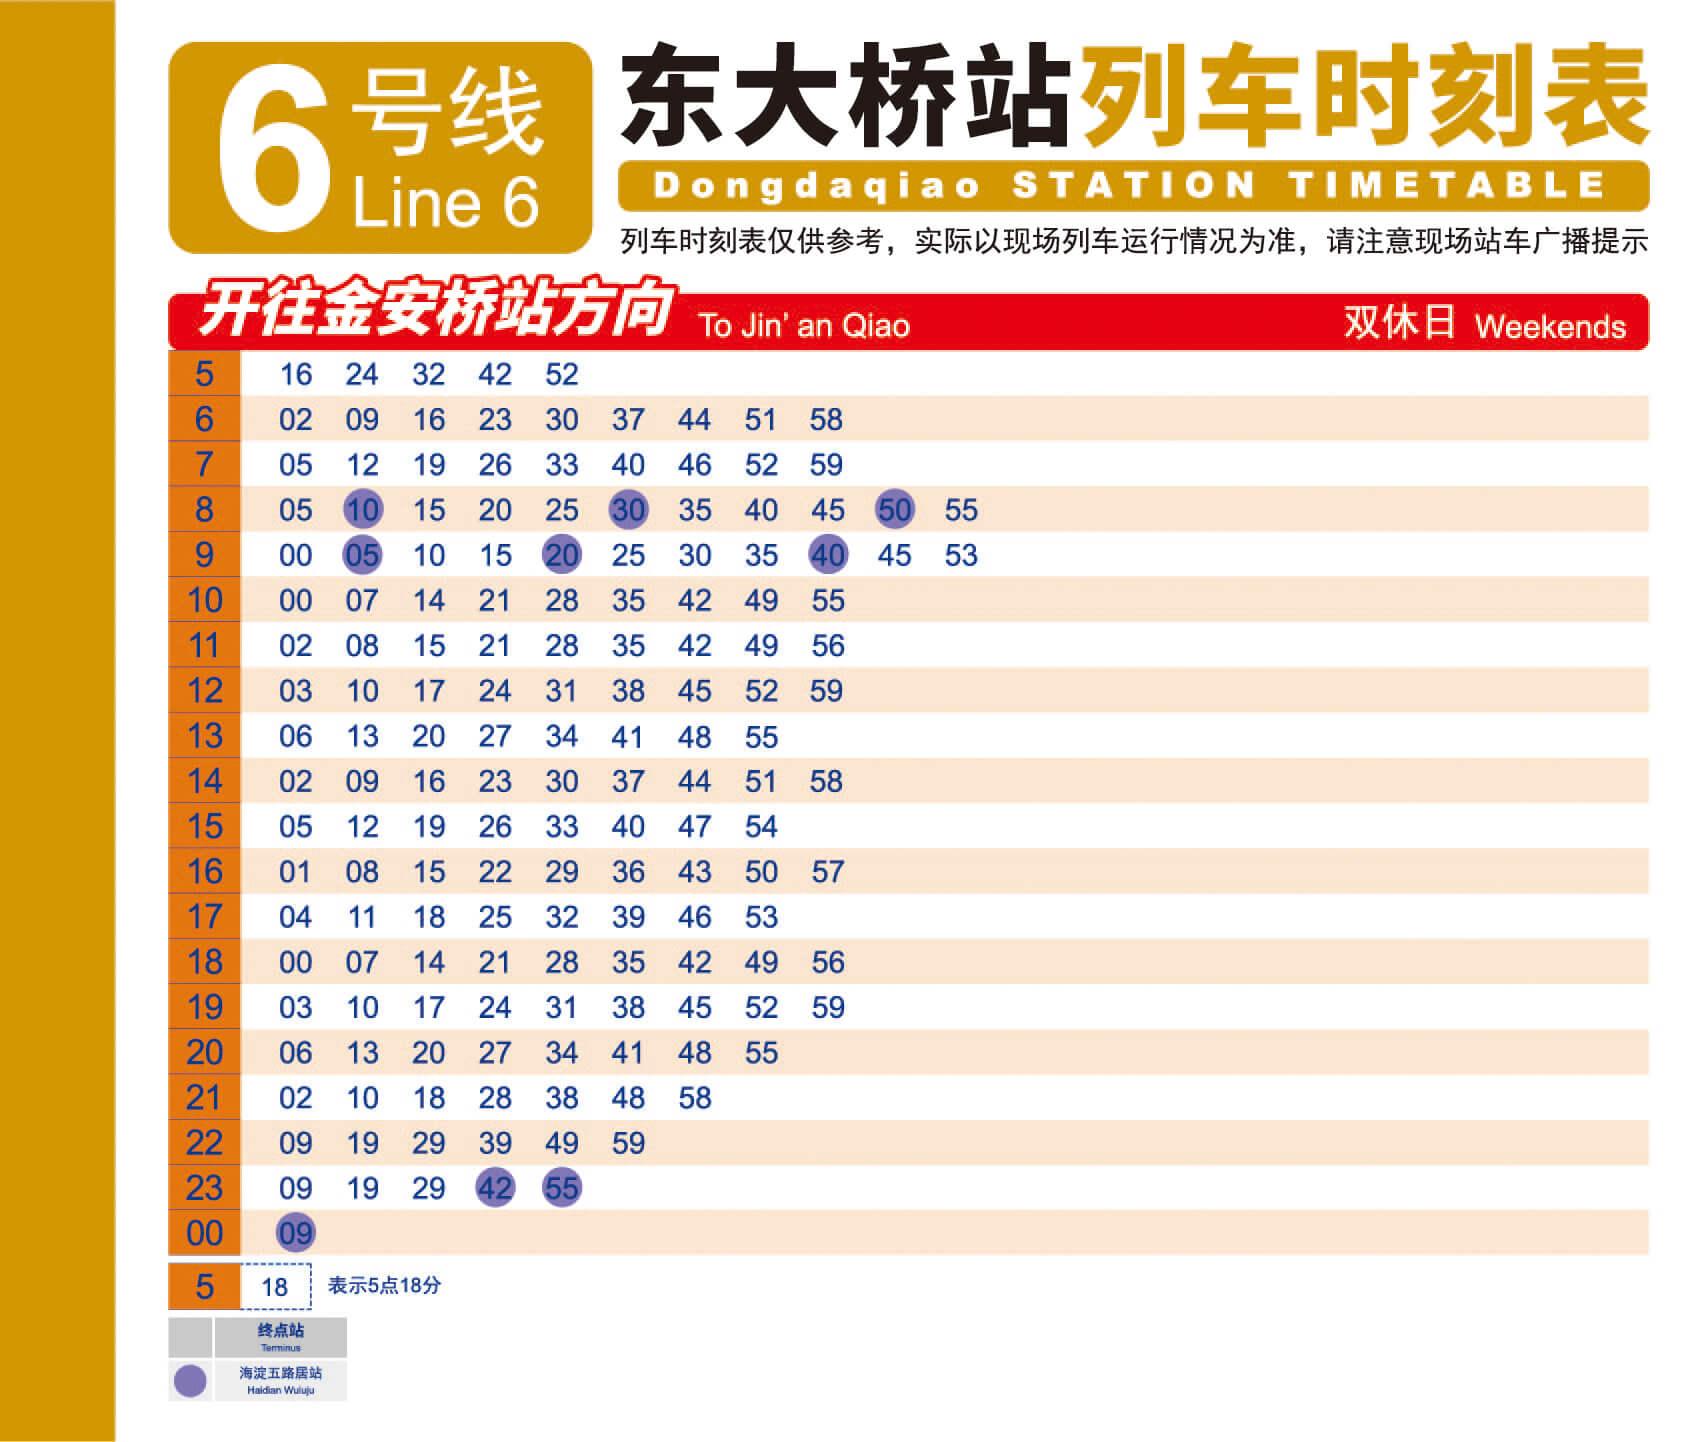 6号线
Line 6
东大桥站列车时刻表
Dongdaqiao STATION TIMETABLE
列车时刻表仅供参考，实际以现场列车运行情况为准，请注意现场站车广播提示
开往金安桥站方向 To Jin' an Qiao 双休日 Weekends
5 16 24 32 42 52
6 02 09 16 23 30 37 44 51 58
7 05 12 19 26 33 40 46 52 59
8 05 10 15 20 25 30 35 40 45 50 55
9 00 05 10 15 20 25 30 35 40 45 53
10 00 07 14 21 28 35 42 49 55
11 02 08 15 21 28 35 42 49 56
12 03 10 17 24 31 38 45 52 59
13 06 13 20 27 34 41 48 55
14 02 09 16 23 30 37 44 51 58
15 05 12 19 26 33 40 47 54
16 01 08 15 22 29 36 43 50 57
17 04 11 18 25 32 39 46 53
18 00 07 14 21 28 35 42 49 56
19 03 10 17 24 31 38 45 52 59
20 06 13 20 27 34 41 48 55
21 02 10 18 28 38 48 58
22 09 19 29 39 49 59
23 09 19 29 42 55
00 09
5 18 表示5点18分
终点站
Terminus
海淀五路居站
Haidian Wuluju